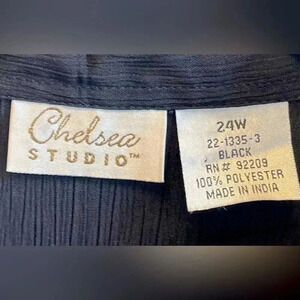 Chelsea
STUDIO™
24W
22-1335-3
BLACK
RN# 92209
100% POLYESTER
MADE IN INDIA